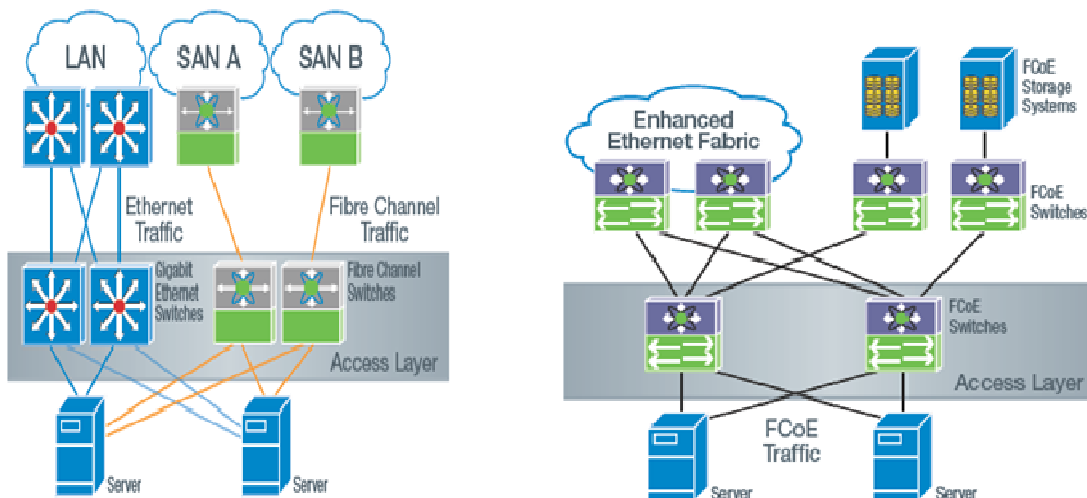 LAN
SAN A
SAN B
Ethernet
Traffic
Fibre Channel
Traffic
Gigabit
Ethernet
Switches
Fibre Channel
Switches
Access Layer
Server
Server
Enhanced
Ethernet Fabric
FCoE
Storage
Systems
FCoE
Switches
FCoE
Switches
Access Layer
FCoE
Traffic
Server
Server